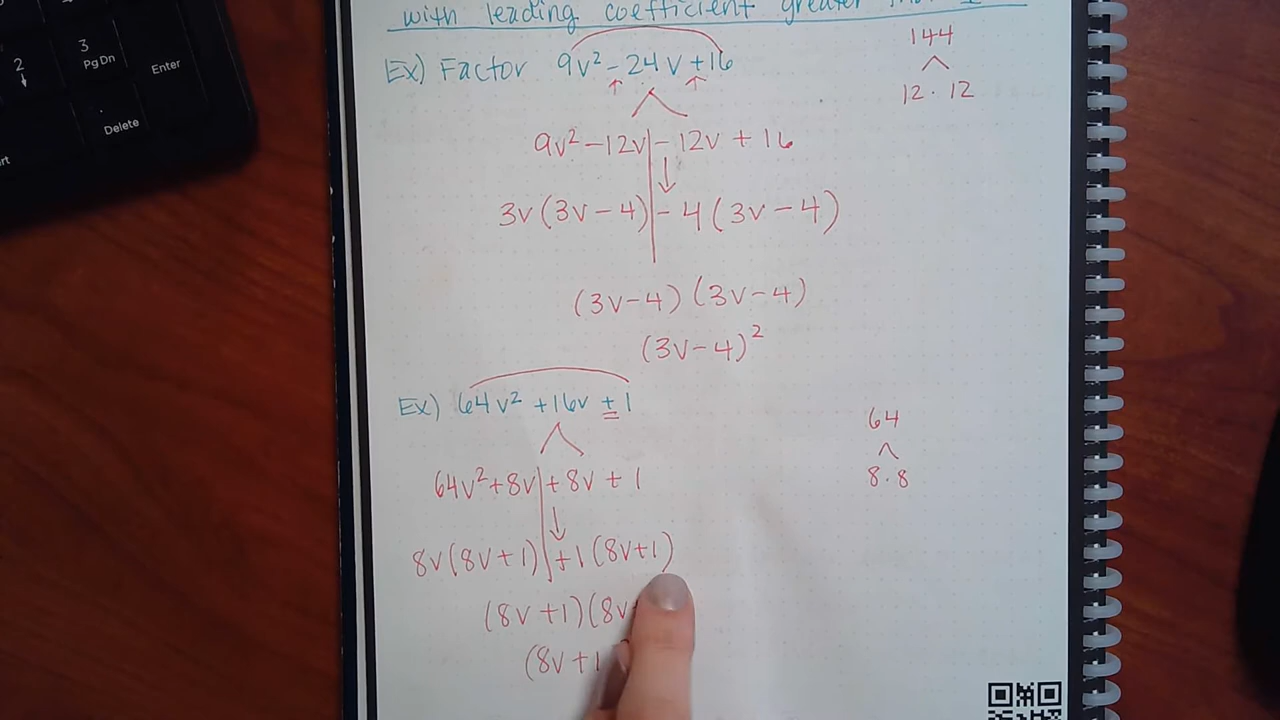 with leading coefficient greater
Ex) Factor 9v² - 24v + 16
144
12 · 12
9v² - 12v | - 12v + 16
3v(3v - 4) | - 4(3v - 4)
(3v - 4)(3v - 4)
(3v - 4)²
Ex) 64v² + 16v + 1
64
8 · 8
64v² + 8v | + 8v + 1
8v(8v + 1) | + 1(8v + 1)
(8v + 1)(8v
(8v + 1
2
3
PgDn
Enter
Delete